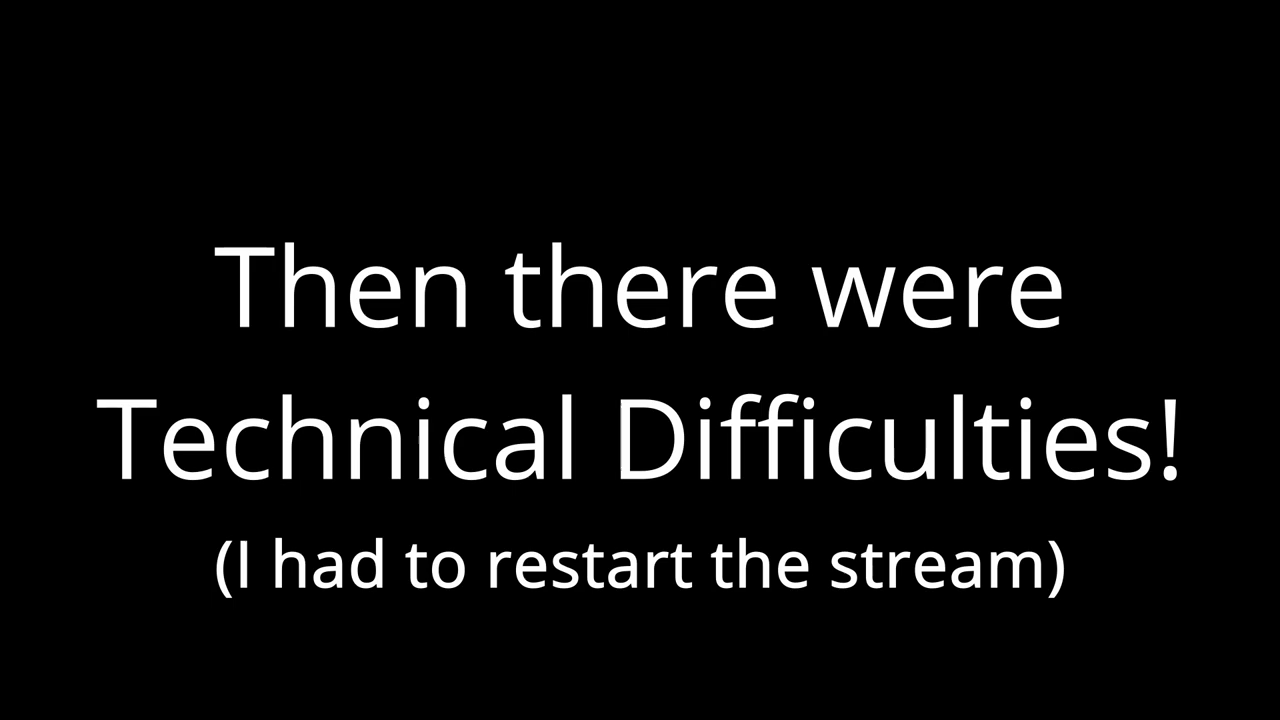 Then there were
Technical Difficulties!
(I had to restart the stream)